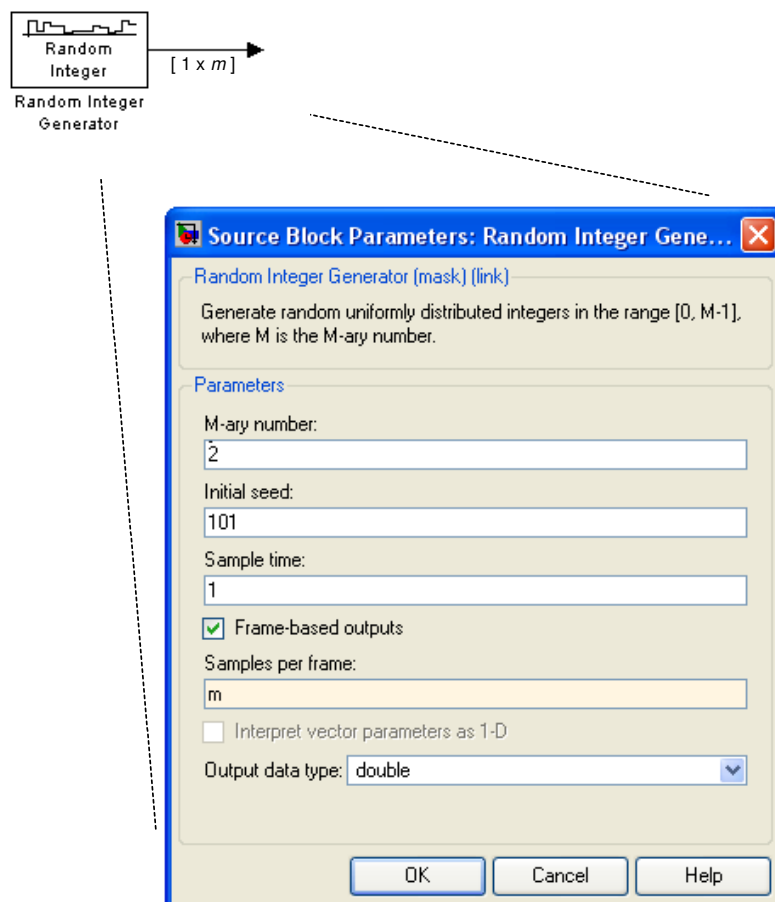 Random
Integer
[ 1 x m ]
Random Integer
Generator
Source Block Parameters: Random Integer Gene...
Random Integer Generator (mask) (link)
Generate random uniformly distributed integers in the range [0, M-1],
where M is the M-ary number.
Parameters
M-ary number:
2
Initial seed:
101
Sample time:
1
Frame-based outputs
Samples per frame:
m
Interpret vector parameters as 1-D
Output data type: double
OK Cancel Help